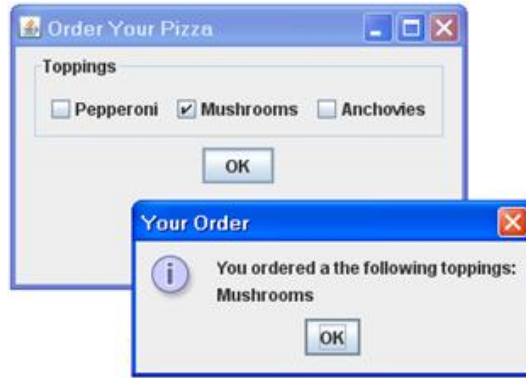 Order Your Pizza
Toppings
Pepperoni Mushrooms Anchovies
OK
Your Order
You ordered a the following toppings:
Mushrooms
OK